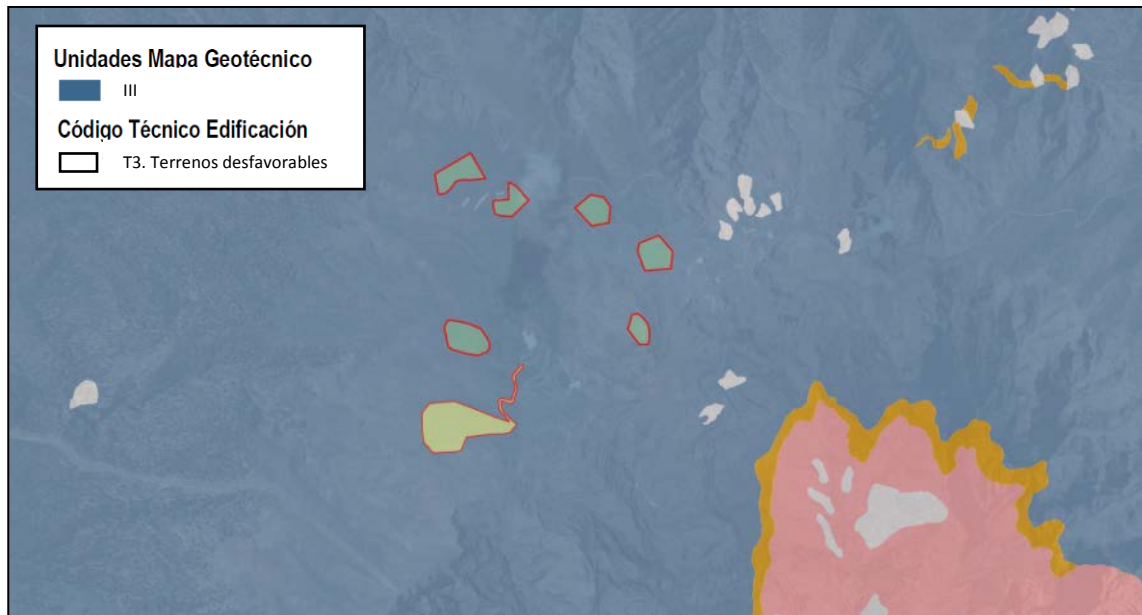 Unidades Mapa Geotécnico
III
Código Técnico Edificación
T3. Terrenos desfavorables